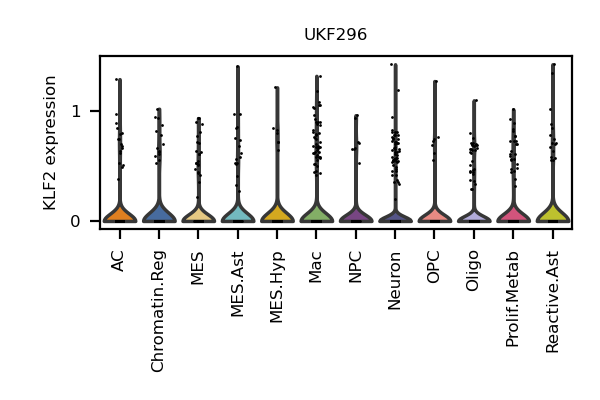 UKF296
KLF2 expression
1
0
AC
Chromatin.Reg
MES
MES.Ast
MES.Hyp
Mac
NPC
Neuron
OPC
Oligo
Prolif.Metab
Reactive.Ast